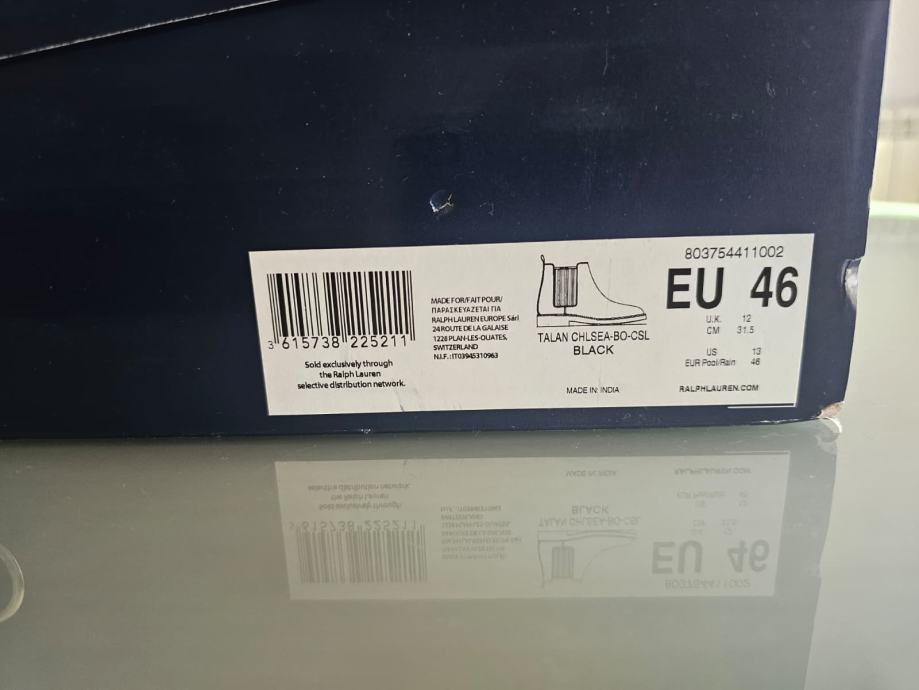 3 615738 225211
Sold exclusively through
the Ralph Lauren
selective distribution network.
MADE FOR/FAIT POUR/
ΠΑΡΑΣΚΕΥΑΖΕΤΑΙ ΓΙΑ
RALPH LAUREN EUROPE Sàrl
24 ROUTE DE LA GALAISE
1228 PLAN-LES-OUATES,
SWITZERLAND
N.I.F.: IT03945310963
TALAN CHLSEA-BO-CSL
BLACK
MADE IN: INDIA
803754411002
EU 46
U.K. 12
CM 31.5
US 13
EUR Pool/Rain 46
RALPHLAUREN.COM